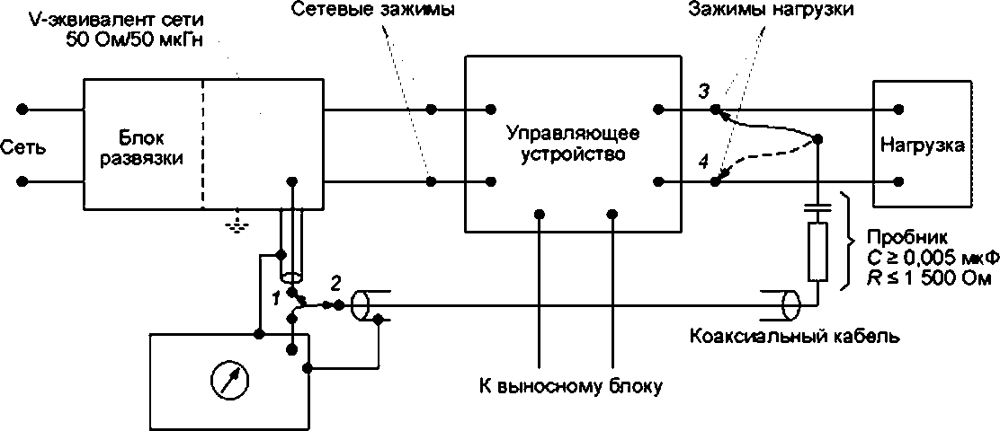 V-эквивалент сети
50 Ом/50 мкГн
Сетевые зажимы
Зажимы нагрузки
Сеть
Блок
развязки
Управляющее
устройство
3
4
Нагрузка
Пробник
C ≥ 0,005 мкФ
R ≤ 1 500 Ом
1
2
Коаксиальный кабель
К выносному блоку